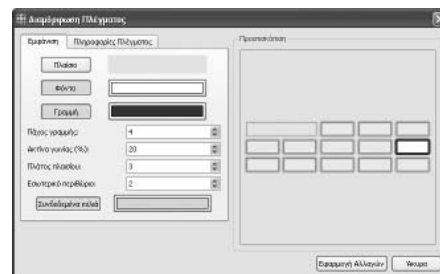 Διαμόρφωση Πλέγματος
Εμφάνιση
Πληροφορίες Πλέγματος
Προεπισκόπιση
Πλαίσιο
Φόντο
Γραμμή
Πάχος γραμμής:
4
Ακτίνα γωνίας (%):
20
Πλάτος πλαισίου:
3
Εσωτερικό περιθώριο:
2
Συνδεδεμένα κελιά
Εφαρμογή Αλλαγών
Άκυρο